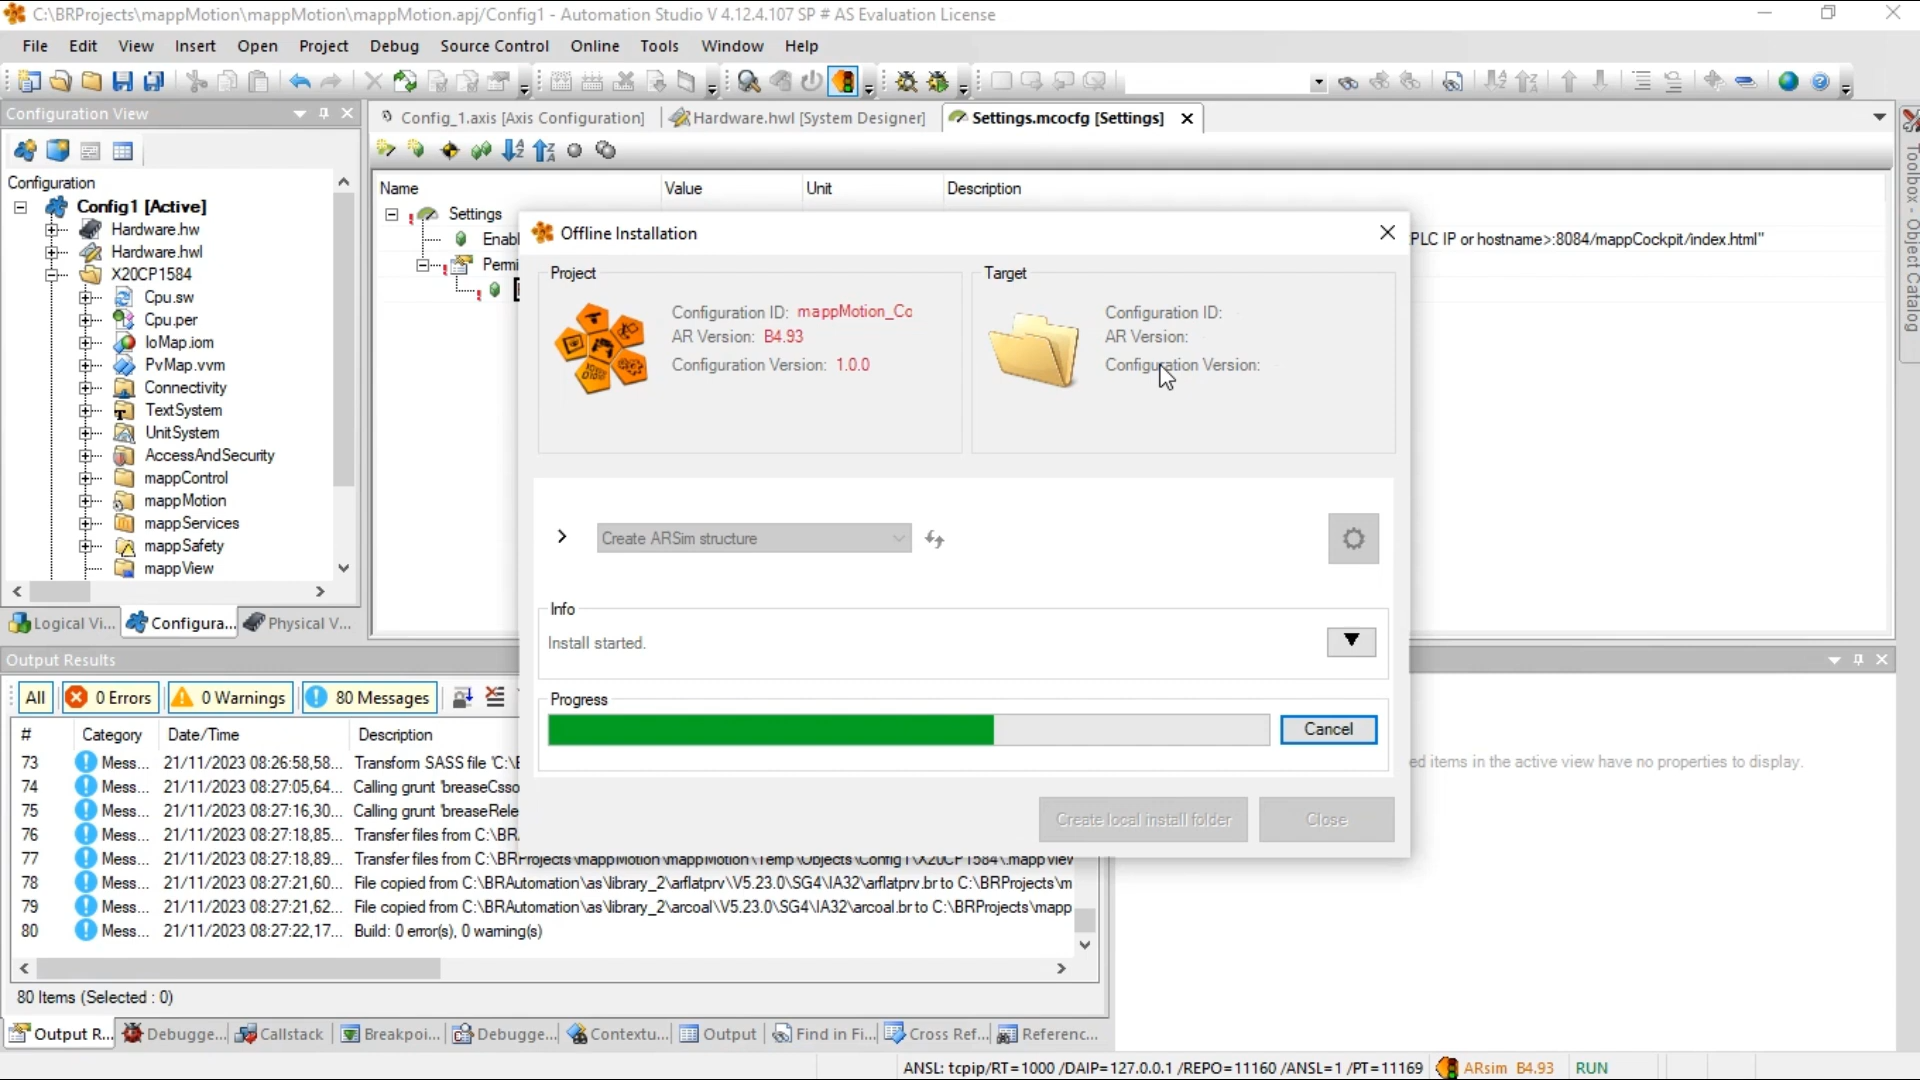 C:\BRProjects\mappMotion\mappMotion\mappMotion.apj/Config1 - Automation Studio V 4.12.4.107 SP # AS Evaluation License
File Edit View Insert Open Project Debug Source Control Online Tools Window Help
Configuration View
Config_1.axis [Axis Configuration]
Hardware.hwl [System Designer]
Settings.mcocfg [Settings]
Toolbox - Object Catalog
Configuration
Config1 [Active]
Hardware.hw
Hardware.hwl
X20CP1584
Cpu.sw
Cpu.per
IoMap.iom
PvMap.vvm
Connectivity
TextSystem
UnitSystem
AccessAndSecurity
mappControl
mappMotion
mappServices
mappSafety
mappView
Logical Vi...
Configura...
Physical V...
Name Value Unit Description
Settings
Enabl
PLC IP or hostname>:8084/mappCockpit/index.html"
Permi
Offline Installation
Project
Configuration ID: mappMotion_Co
AR Version: B4.93
Configuration Version: 1.0.0
Target
Configuration ID:
AR Version:
Configuration Version:
Create ARSim structure
Info
Install started.
Progress
Cancel
Create local install folder
Close
Output Results
All 0 Errors 0 Warnings 80 Messages
# Category Date/Time Description
73 Mess... 21/11/2023 08:26:58,58... Transform SASS file 'C:\B
74 Mess... 21/11/2023 08:27:05,64... Calling grunt 'breaseCsso
75 Mess... 21/11/2023 08:27:16,30... Calling grunt 'breaseRele
76 Mess... 21/11/2023 08:27:18,85... Transfer files from C:\BR
77 Mess... 21/11/2023 08:27:18,89... Transfer files from C:\BRProjects\mappMotion\mappMotion\Temp\Objects\Config1\X20CP1584\.mappView
78 Mess... 21/11/2023 08:27:21,60... File copied from C:\BRAutomation\as\library_2\arflatprv\V5.23.0\SG4\IA32\arflatprv.br to C:\BRProjects\m
79 Mess... 21/11/2023 08:27:21,62... File copied from C:\BRAutomation\as\library_2\arcoal\V5.23.0\SG4\IA32\arcoal.br to C:\BRProjects\mapp
80 Mess... 21/11/2023 08:27:22,17... Build: 0 error(s), 0 warning(s)
80 Items (Selected : 0)
ed items in the active view have no properties to display.
Output R... Debugge... Callstack Breakpoi... Debugge... Contextu... Output Find in Fi... Cross Ref... Referenc...
ANSL: tcpip/RT=1000 /DAIP=127.0.0.1 /REPO=11160 /ANSL=1 /PT=11169 ARsim B4.93 RUN